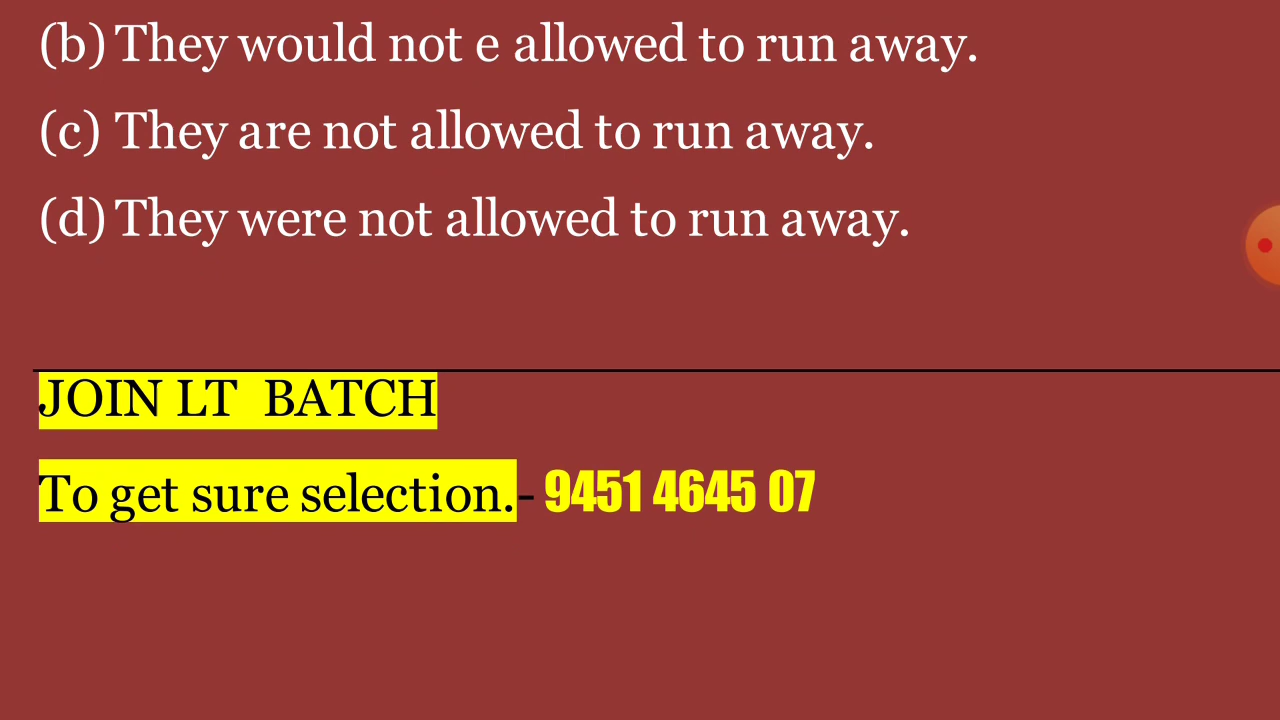 (b) They would not e allowed to run away.
(c) They are not allowed to run away.
(d) They were not allowed to run away.
JOIN LT BATCH
To get sure selection.- 9451 4645 07